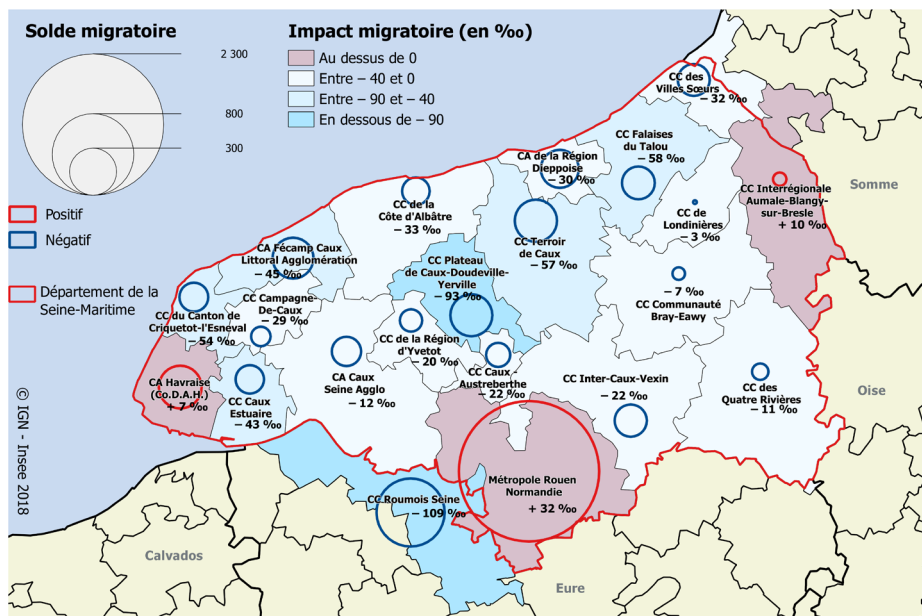 Solde migratoire
2 300
800
300
Positif
Négatif
Département de la
Seine-Maritime
Impact migratoire (en ‰)
Au dessus de 0
Entre – 40 et 0
Entre – 90 et – 40
En dessous de – 90
CC des
Villes Sœurs
– 32 ‰
CC Falaises
du Talou
– 58 ‰
CA de la Région
Dieppoise
– 30 ‰
Somme
CC Interrégionale
Aumale-Blangy-
sur-Bresle
+ 10 ‰
CC de la
Côte d'Albâtre
– 33 ‰
CC de
Londinières
– 3 ‰
CC Terroir
de Caux
– 57 ‰
CA Fécamp Caux
Littoral Agglomération
– 45 ‰
CC Plateau
de Caux-Doudeville-
Yerville
– 93 ‰
– 7 ‰
CC Communauté
Bray-Eawy
CC Campagne-
De-Caux
– 29 ‰
CC du Canton de
Criquetot-l'Esneval
– 54 ‰
CC de la Région
d'Yvetot
– 20 ‰
CA Caux
Seine Agglo
– 12 ‰
CC Caux
Austreberthe
– 22 ‰
CC Inter-Caux-Vexin
– 22 ‰
CA Havraise
(Co.D.A.H.)
+ 7 ‰
CC Caux
Estuaire
– 43 ‰
CC des
Quatre Rivières
– 11 ‰
Oise
Métropole Rouen
Normandie
+ 32 ‰
CC Roumois Seine
– 109 ‰
Calvados
Eure
© IGN - Insee 2018